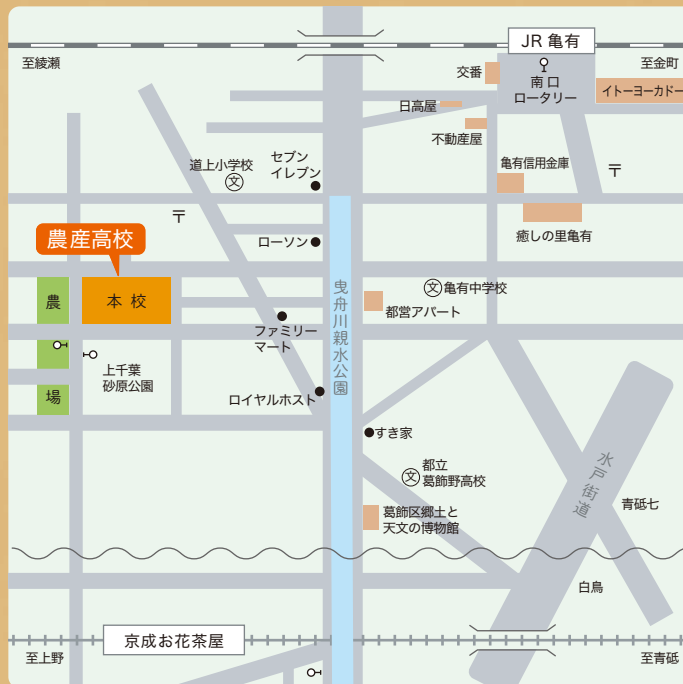 JR 亀有
至綾瀬
至金町
交番
南口
ロータリー
イトーヨーカドー
日高屋
不動産屋
道上小学校
文
セブン
イレブン
亀有信用金庫
〒
〒
癒しの里亀有
農産高校
ローソン
農
本 校
曳舟川親水公園
文
亀有中学校
都営アパート
ファミリー
マート
上千葉
砂原公園
場
ロイヤルホスト
すき家
文
都立
葛飾野高校
水戸街道
青砥七
葛飾区郷土と
天文の博物館
白鳥
京成お花茶屋
至上野
至青砥